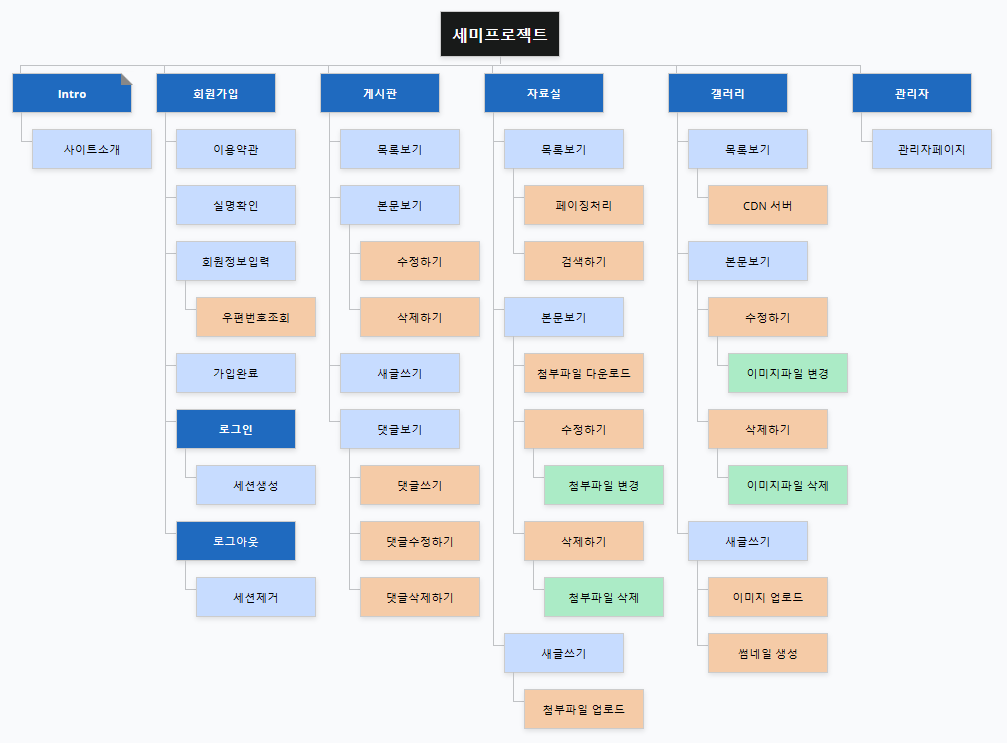 세미프로젝트
Intro
사이트소개
회원가입
이용약관
실명확인
회원정보입력
우편번호조회
가입완료
로그인
세션생성
로그아웃
세션제거
게시판
목록보기
본문보기
수정하기
삭제하기
새글쓰기
댓글보기
댓글쓰기
댓글수정하기
댓글삭제하기
자료실
목록보기
페이징처리
검색하기
본문보기
첨부파일 다운로드
수정하기
첨부파일 변경
삭제하기
첨부파일 삭제
새글쓰기
첨부파일 업로드
갤러리
목록보기
CDN 서버
본문보기
수정하기
이미지파일 변경
삭제하기
이미지파일 삭제
새글쓰기
이미지 업로드
썸네일 생성
관리자
관리자페이지